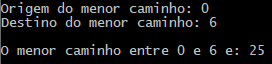 Origem do menor caminho: 0
Destino do menor caminho: 6
O menor caminho entre 0 e 6 e: 25